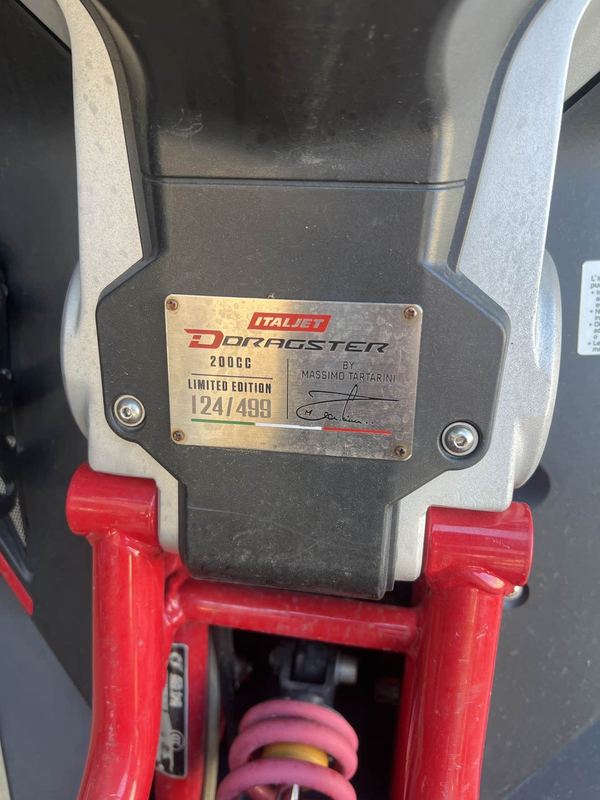 ITALJET
DRAGSTER
200CC
LIMITED EDITION
124/499
BY
MASSIMO TARTARINI